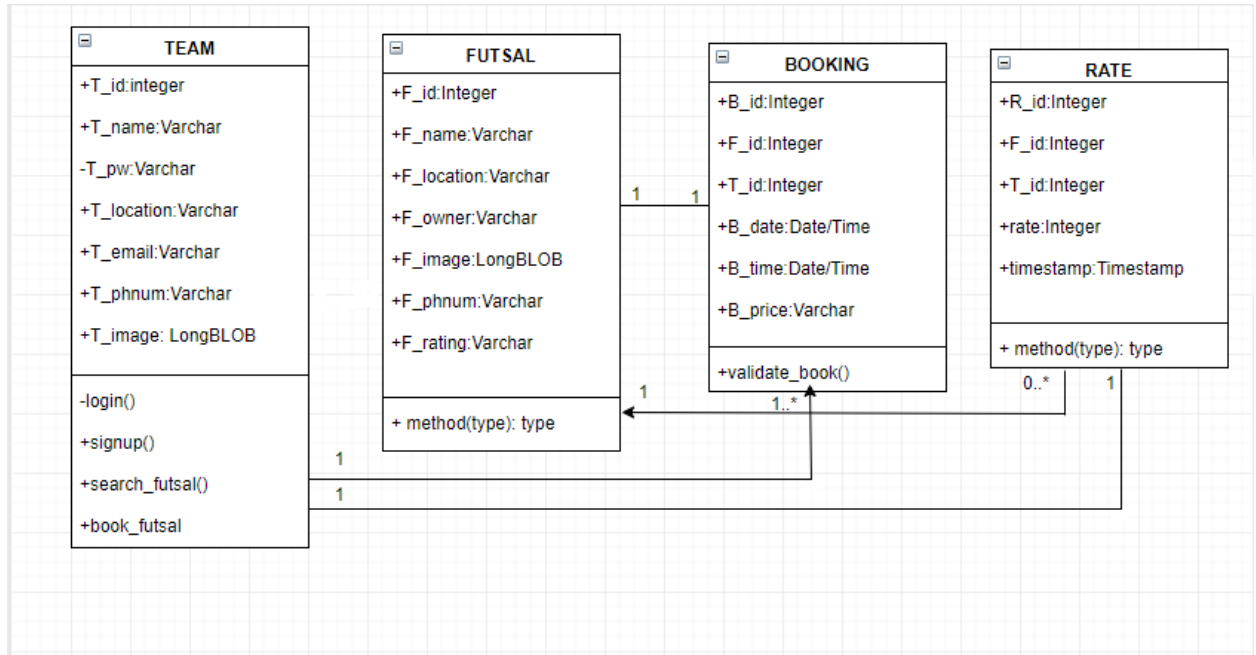 TEAM
+T_id:integer
+T_name:Varchar
-T_pw:Varchar
+T_location:Varchar
+T_email:Varchar
+T_phnum:Varchar
+T_image: LongBLOB
-login()
+signup()
+search_futsal()
+book_futsal
FUTSAL
+F_id:Integer
+F_name:Varchar
+F_location:Varchar
+F_owner:Varchar
+F_image:LongBLOB
+F_phnum:Varchar
+F_rating:Varchar
+ method(type): type
1
1
BOOKING
+B_id:Integer
+F_id:Integer
+T_id:Integer
+B_date:Date/Time
+B_time:Date/Time
+B_price:Varchar
+validate_book()
RATE
+R_id:Integer
+F_id:Integer
+T_id:Integer
+rate:Integer
+timestamp:Timestamp
+ method(type): type
1
1..*
0..*
1
1
1